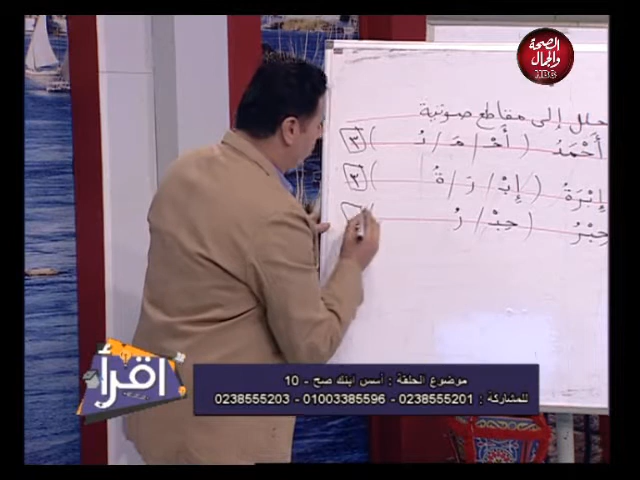 الصحة
والجمال
HBC
حلل إلى مقاطع صوتية
أَحْمَدُ ( أَحْ / مَ / دُ ) ٣
إِبْرَةُ ( إِبْ / رَ / ةُ ) ٣
حِبْرُ ( حِبْ / رُ )
اقرأ
موضوع الحلقة : أسس ابنك صح - 10
للمشاركة : 0238555201 - 01003385596 - 0238555203